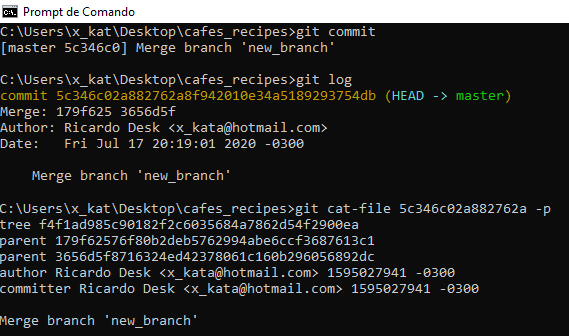 Prompt de Comando
C:\Users\x_kat\Desktop\cafes_recipes>git commit
[master 5c346c0] Merge branch 'new_branch'
C:\Users\x_kat\Desktop\cafes_recipes>git log
commit 5c346c02a882762a8f942010e34a5189293754db (HEAD -> master)
Merge: 179f625 3656d5f
Author: Ricardo Desk <x_kata@hotmail.com>
Date:   Fri Jul 17 20:19:01 2020 -0300
Merge branch 'new_branch'
C:\Users\x_kat\Desktop\cafes_recipes>git cat-file 5c346c02a882762a -p
tree f4f1ad985c90182f2c6035684a7862d54f2900ea
parent 179f62576f80b2deb5762994abe6ccf3687613c1
parent 3656d5f8716324ed42378061c160b296056892dc
author Ricardo Desk <x_kata@hotmail.com> 1595027941 -0300
committer Ricardo Desk <x_kata@hotmail.com> 1595027941 -0300
Merge branch 'new_branch'